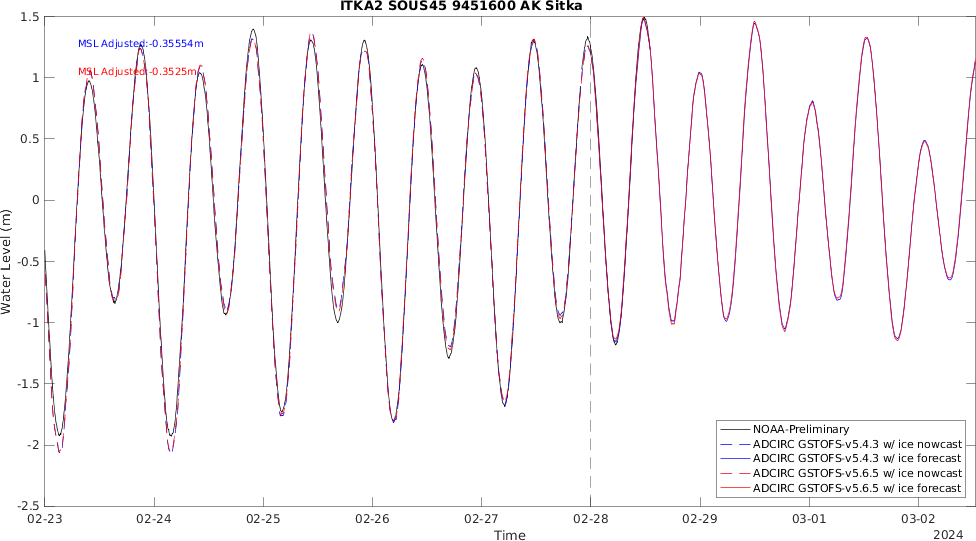 ITKA2 SOUS45 9451600 AK Sitka
MSL Adjusted:-0.35554m
MSL Adjusted:-0.3525m
1.5
1
0.5
0
-0.5
-1
-1.5
-2
-2.5
Water Level (m)
NOAA-Preliminary
ADCIRC GSTOFS-v5.4.3 w/ ice nowcast
ADCIRC GSTOFS-v5.4.3 w/ ice forecast
ADCIRC GSTOFS-v5.6.5 w/ ice nowcast
ADCIRC GSTOFS-v5.6.5 w/ ice forecast
02-23 02-24 02-25 02-26 02-27 02-28 02-29 03-01 03-02
Time
2024